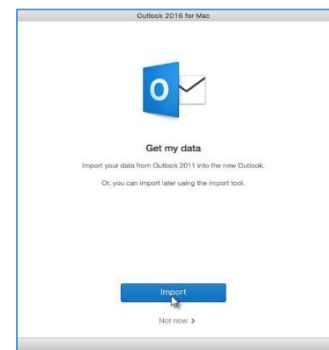 Outlook 2016 for Mac
O
Get my data
Import your data from Outlook 2011 into the new Outlook.
Or, you can import later using the import tool.
Import
Not now >